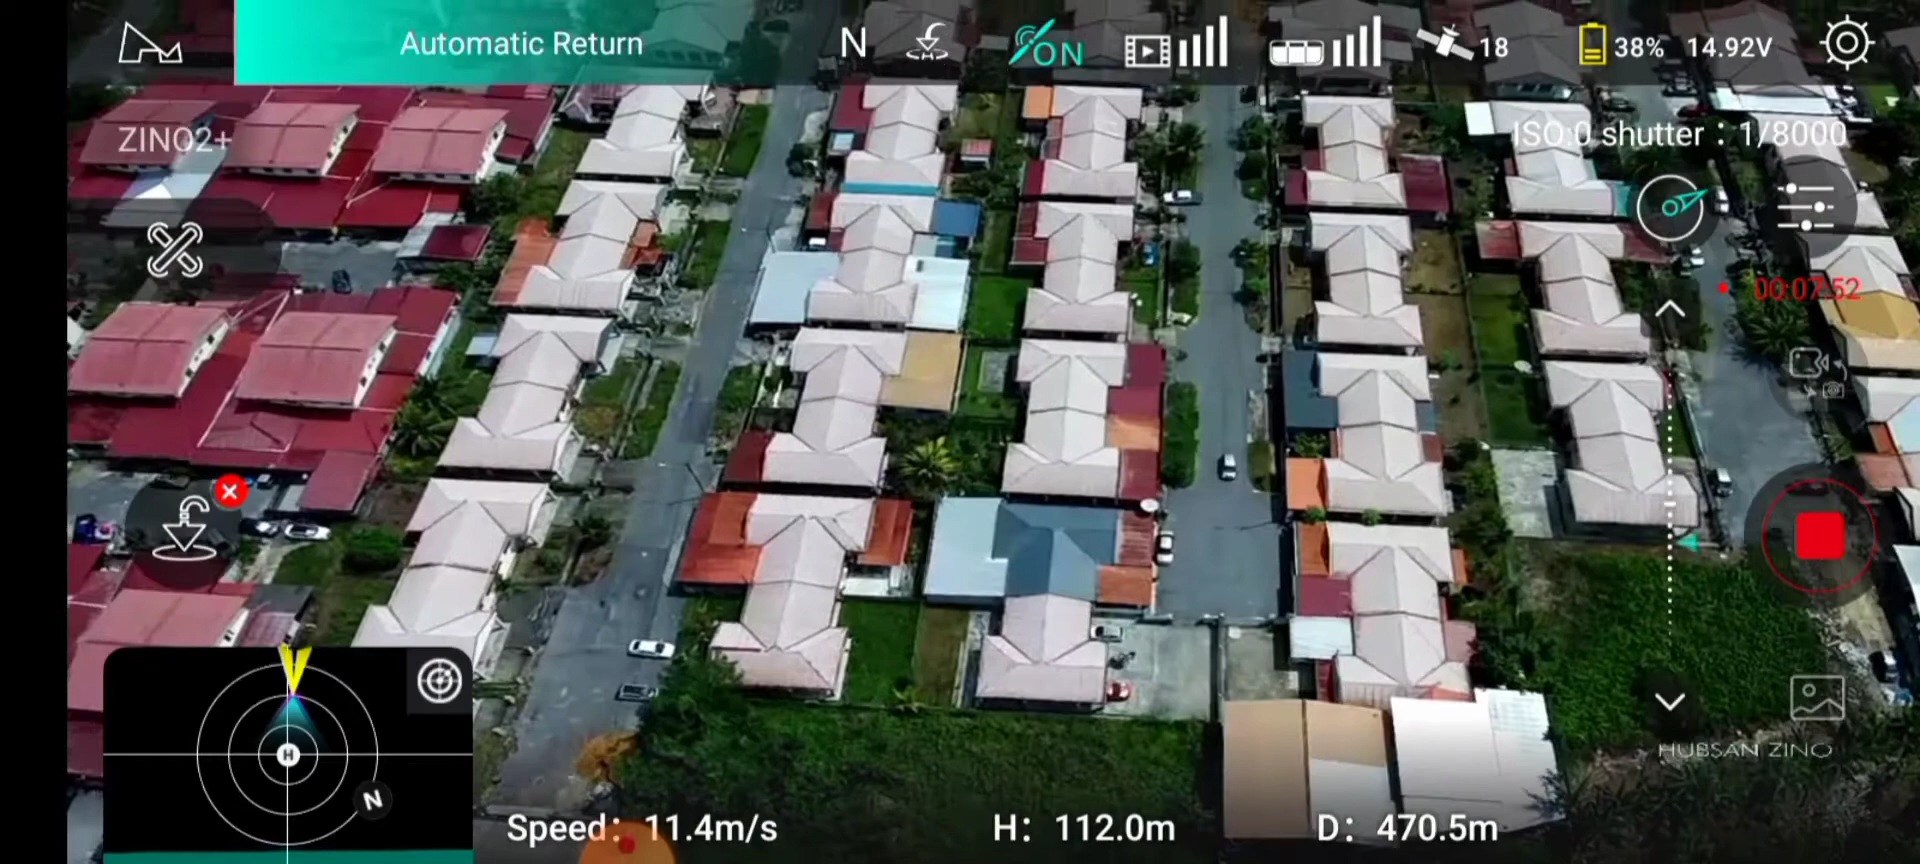 Automatic Return
N
ON
18
38%
14.92V
ZINO2+
ISO:0 shutter：1/8000
00:07:52
HUBSAN ZINO
H
N
Speed：11.4m/s
H：112.0m
D：470.5m